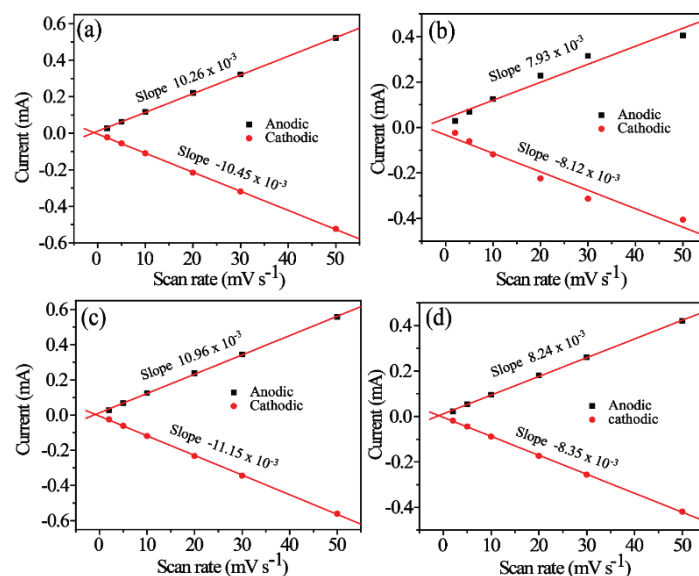 (a)
0.6
0.4
0.2
0.0
-0.2
-0.4
-0.6
Current (mA)
Slope 10.26 x 10⁻³
Anodic
Cathodic
Slope -10.45 x 10⁻³
0 10 20 30 40 50
Scan rate (mV s⁻¹)
(b)
0.4
0.2
0.0
-0.2
-0.4
Current (mA)
Slope 7.93 x 10⁻³
Anodic
Cathodic
Slope -8.12 x 10⁻³
0 10 20 30 40 50
Scan rate (mV s⁻¹)
(c)
0.6
0.4
0.2
0.0
-0.2
-0.4
-0.6
Current (mA)
Slope 10.96 x 10⁻³
Anodic
Cathodic
Slope -11.15 x 10⁻³
0 10 20 30 40 50
Scan rate (mV s⁻¹)
(d)
0.4
0.2
0.0
-0.2
-0.4
Current (mA)
Slope 8.24 x 10⁻³
Anodic
cathodic
Slope -8.35 x 10⁻³
0 10 20 30 40 50
Scan rate (mV s⁻¹)